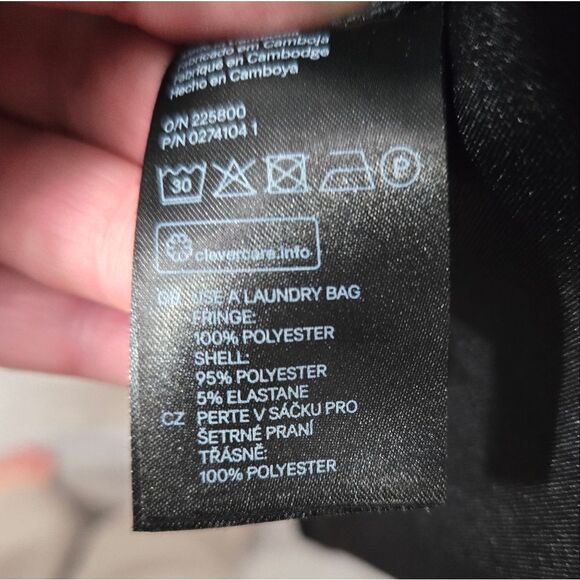 Fabricado em Camboja
Fabriqué en Cambodge
Hecho en Camboya
O/N 225800
P/N 0274104 1
30 P
clevercare.info
GB USE A LAUNDRY BAG
FRINGE:
100% POLYESTER
SHELL:
95% POLYESTER
5% ELASTANE
CZ PERTE V SÁČKU PRO
ŠETRNÉ PRANÍ
TŘÁSNĚ:
100% POLYESTER